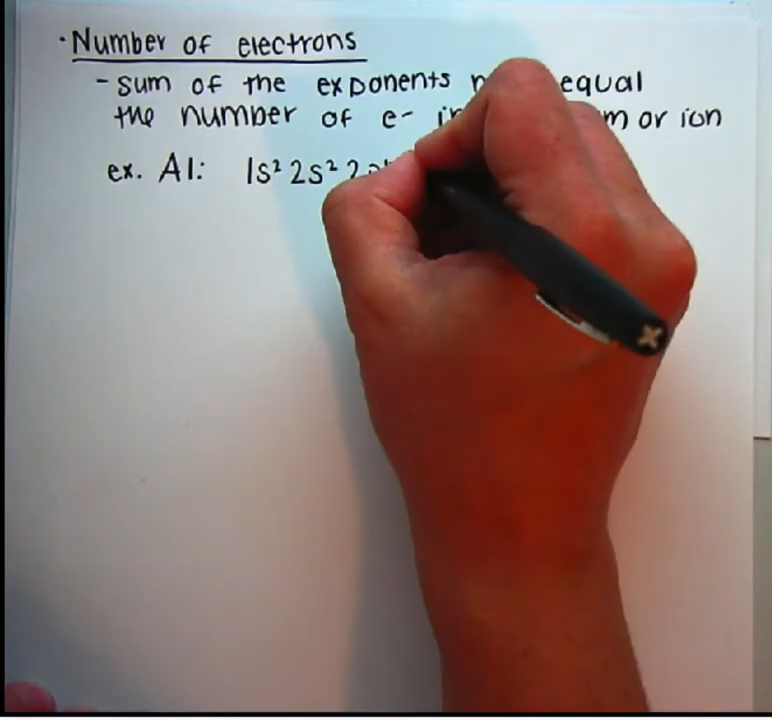 ·Number of electrons
- sum of the exponents equal
the number of e- or ion
ex. Al: 1s² 2s²